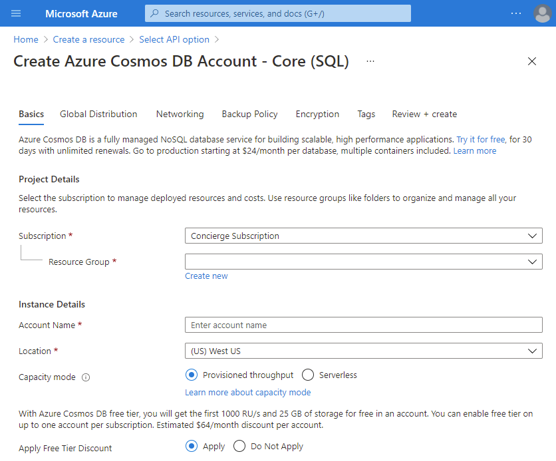 Microsoft Azure
Search resources, services, and docs (G+/)
...
Home > Create a resource > Select API option >
Create Azure Cosmos DB Account - Core (SQL) ...
Basics Global Distribution Networking Backup Policy Encryption Tags Review + create
Azure Cosmos DB is a fully managed NoSQL database service for building scalable, high performance applications. Try it for free, for 30
days with unlimited renewals. Go to production starting at $24/month per database, multiple containers included. Learn more
Project Details
Select the subscription to manage deployed resources and costs. Use resource groups like folders to organize and manage all your
resources.
Subscription * Concierge Subscription
Resource Group *
Create new
Instance Details
Account Name * Enter account name
Location * (US) West US
Capacity mode Provisioned throughput Serverless
Learn more about capacity mode
With Azure Cosmos DB free tier, you will get the first 1000 RU/s and 25 GB of storage for free in an account. You can enable free tier on
up to one account per subscription. Estimated $64/month discount per account.
Apply Free Tier Discount Apply Do Not Apply